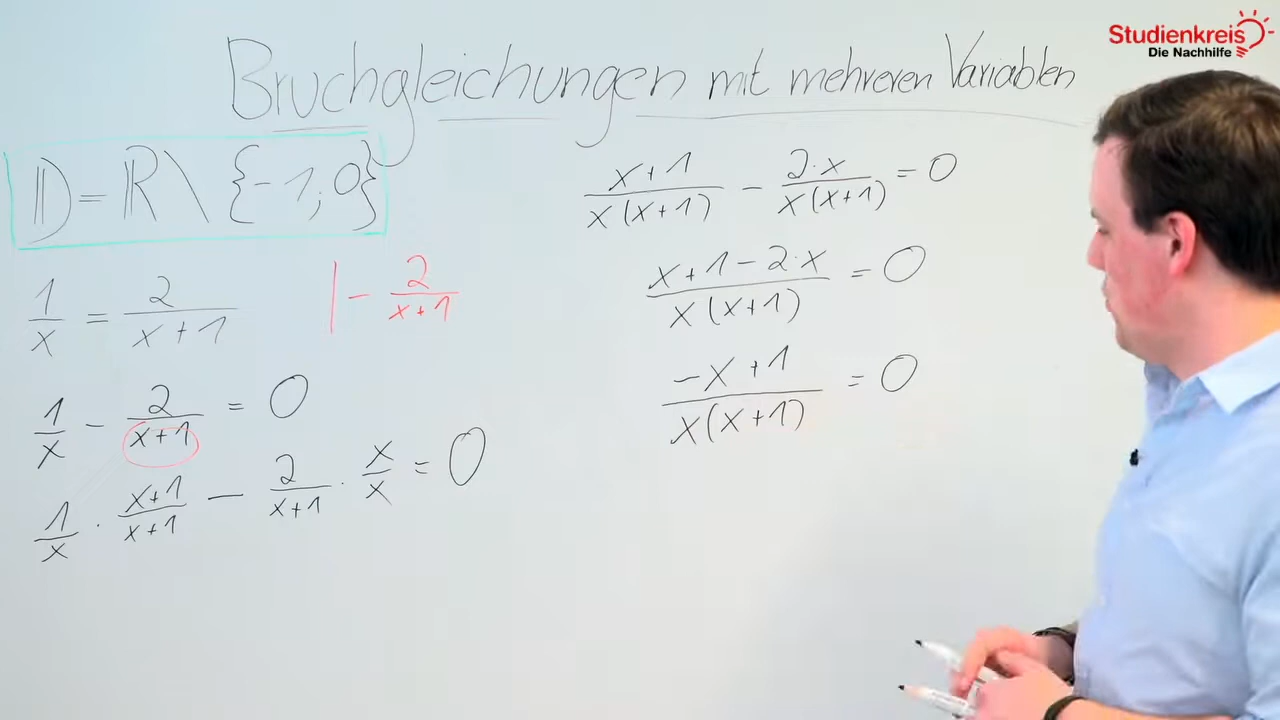 Studienkreis
Die Nachhilfe
Bruchgleichungen mit mehreren Variablen
𝔻 = ℝ \ {-1; 0}
1/x = 2/(x+1) | - 2/(x+1)
1/x - 2/(x+1) = 0
1/x · (x+1)/(x+1) - 2/(x+1) · x/x = 0
(x+1)/(x(x+1)) - (2·x)/(x(x+1)) = 0
(x+1-2·x)/(x(x+1)) = 0
(-x+1)/(x(x+1)) = 0